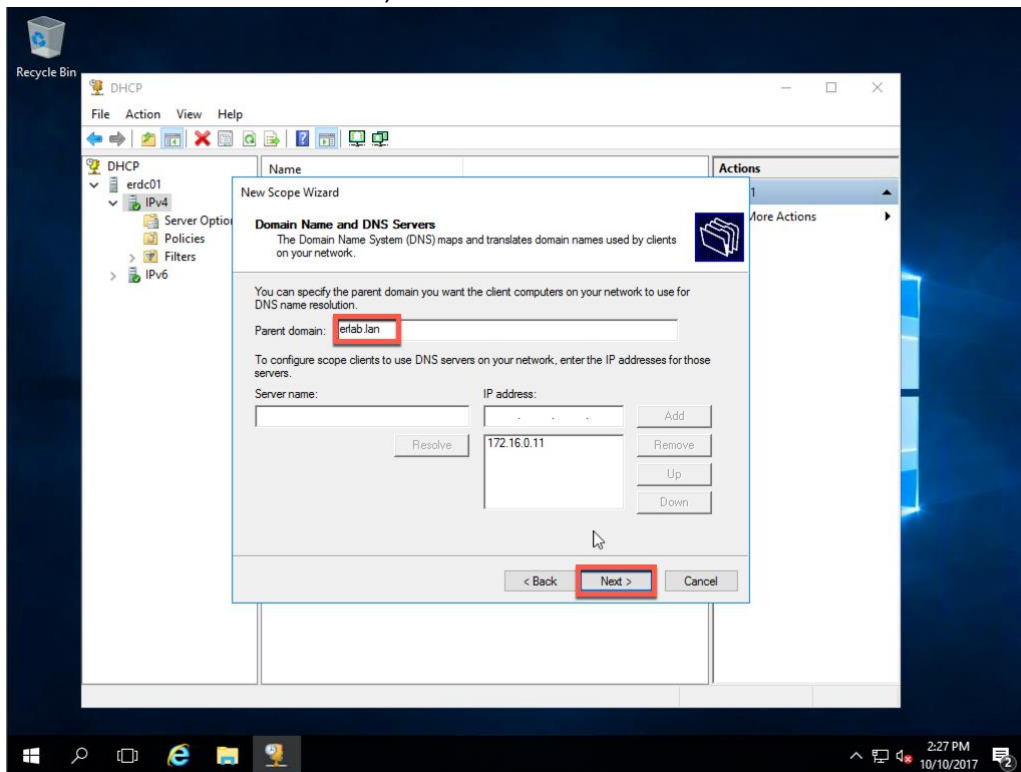 Recycle Bin
DHCP
File Action View Help
DHCP
erdc01
IPv4
Server Option
Policies
Filters
IPv6
Name
Actions
1
More Actions
New Scope Wizard
Domain Name and DNS Servers
The Domain Name System (DNS) maps and translates domain names used by clients
on your network.
You can specify the parent domain you want the client computers on your network to use for
DNS name resolution.
Parent domain: erlab.lan
To configure scope clients to use DNS servers on your network, enter the IP addresses for those
servers.
Server name: IP address:
. . . Add
Resolve 172.16.0.11 Remove
Up
Down
< Back Next > Cancel
2:27 PM
10/10/2017
2